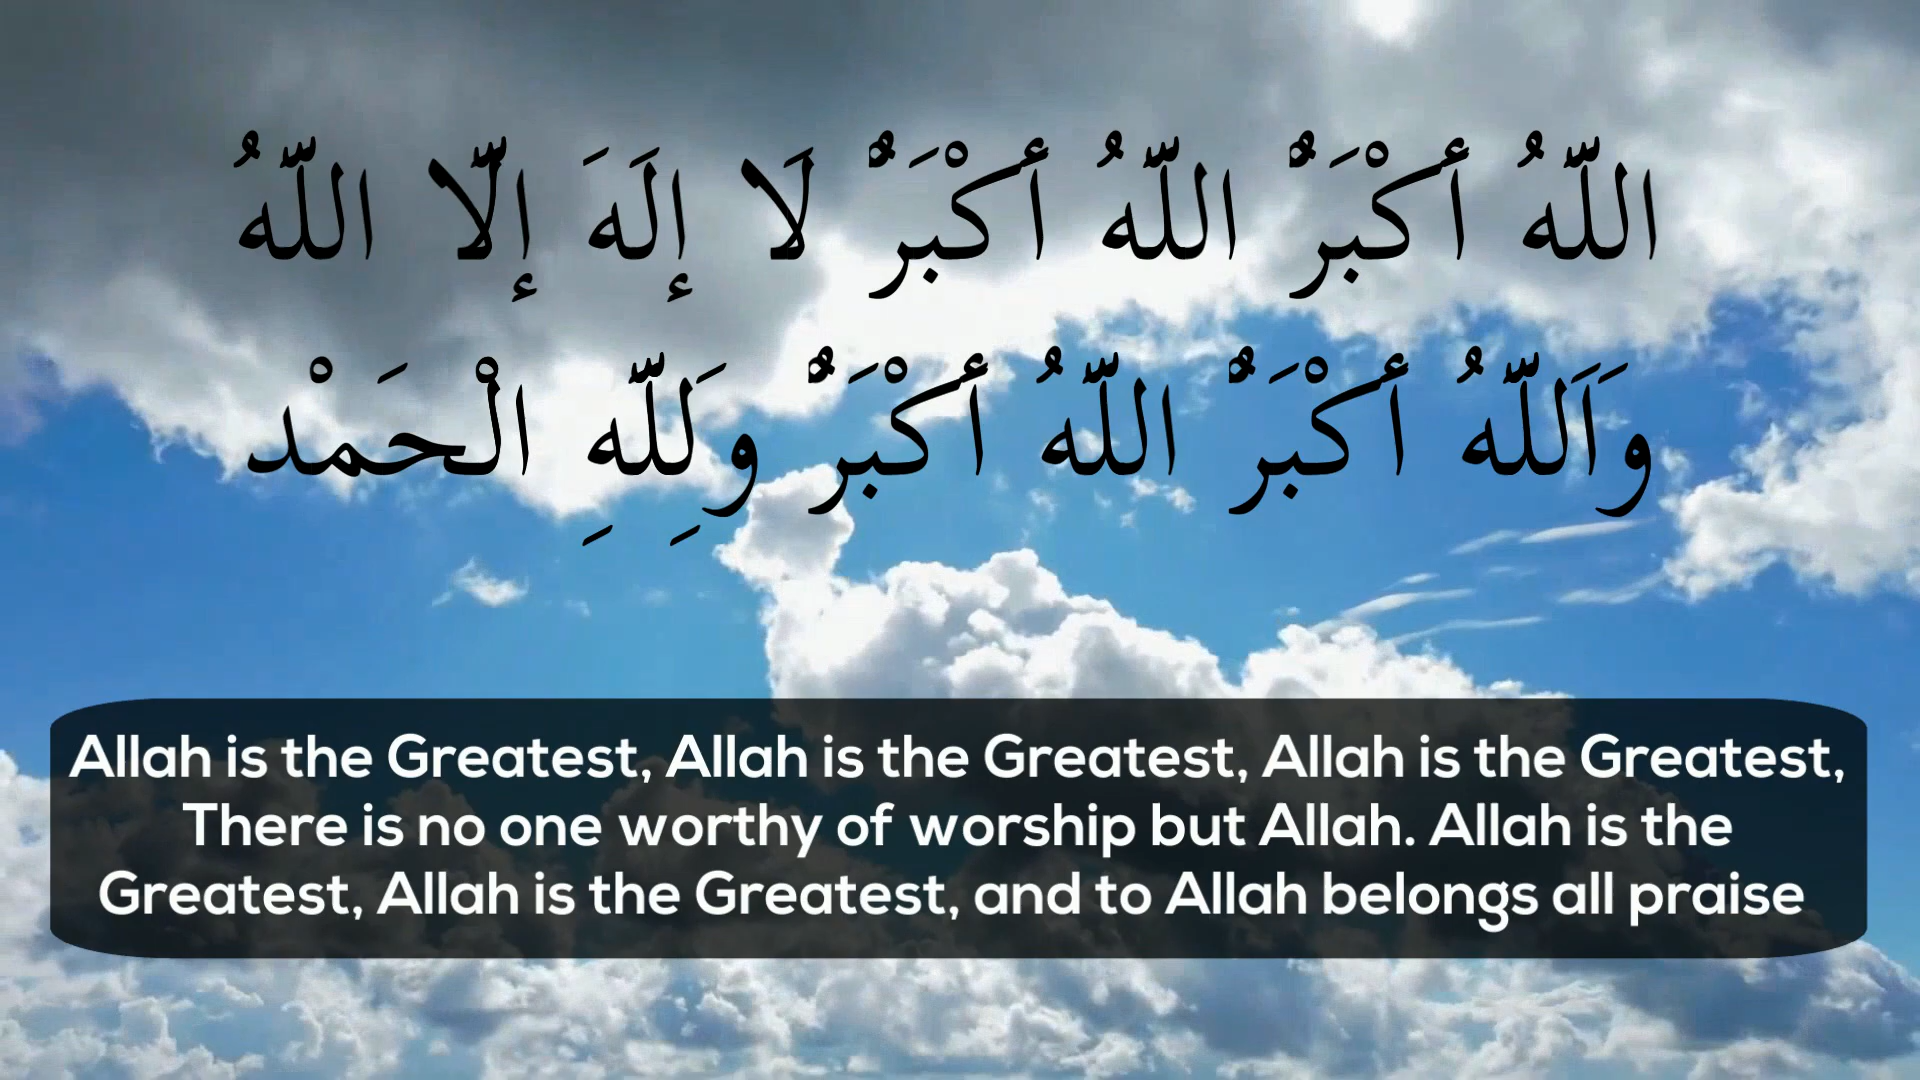 اللّٰهُ أَكْبَرٌ اللّٰهُ أَكْبَرٌ لَا إِلَهَ إِلّٰا اللّٰهُ
وَاَللّٰهُ أَكْبَرٌ اللّٰهُ أَكْبَرٌ وَلِلّٰهِ الْحَمْدْ
Allah is the Greatest, Allah is the Greatest, Allah is the Greatest,
There is no one worthy of worship but Allah. Allah is the
Greatest, Allah is the Greatest, and to Allah belongs all praise